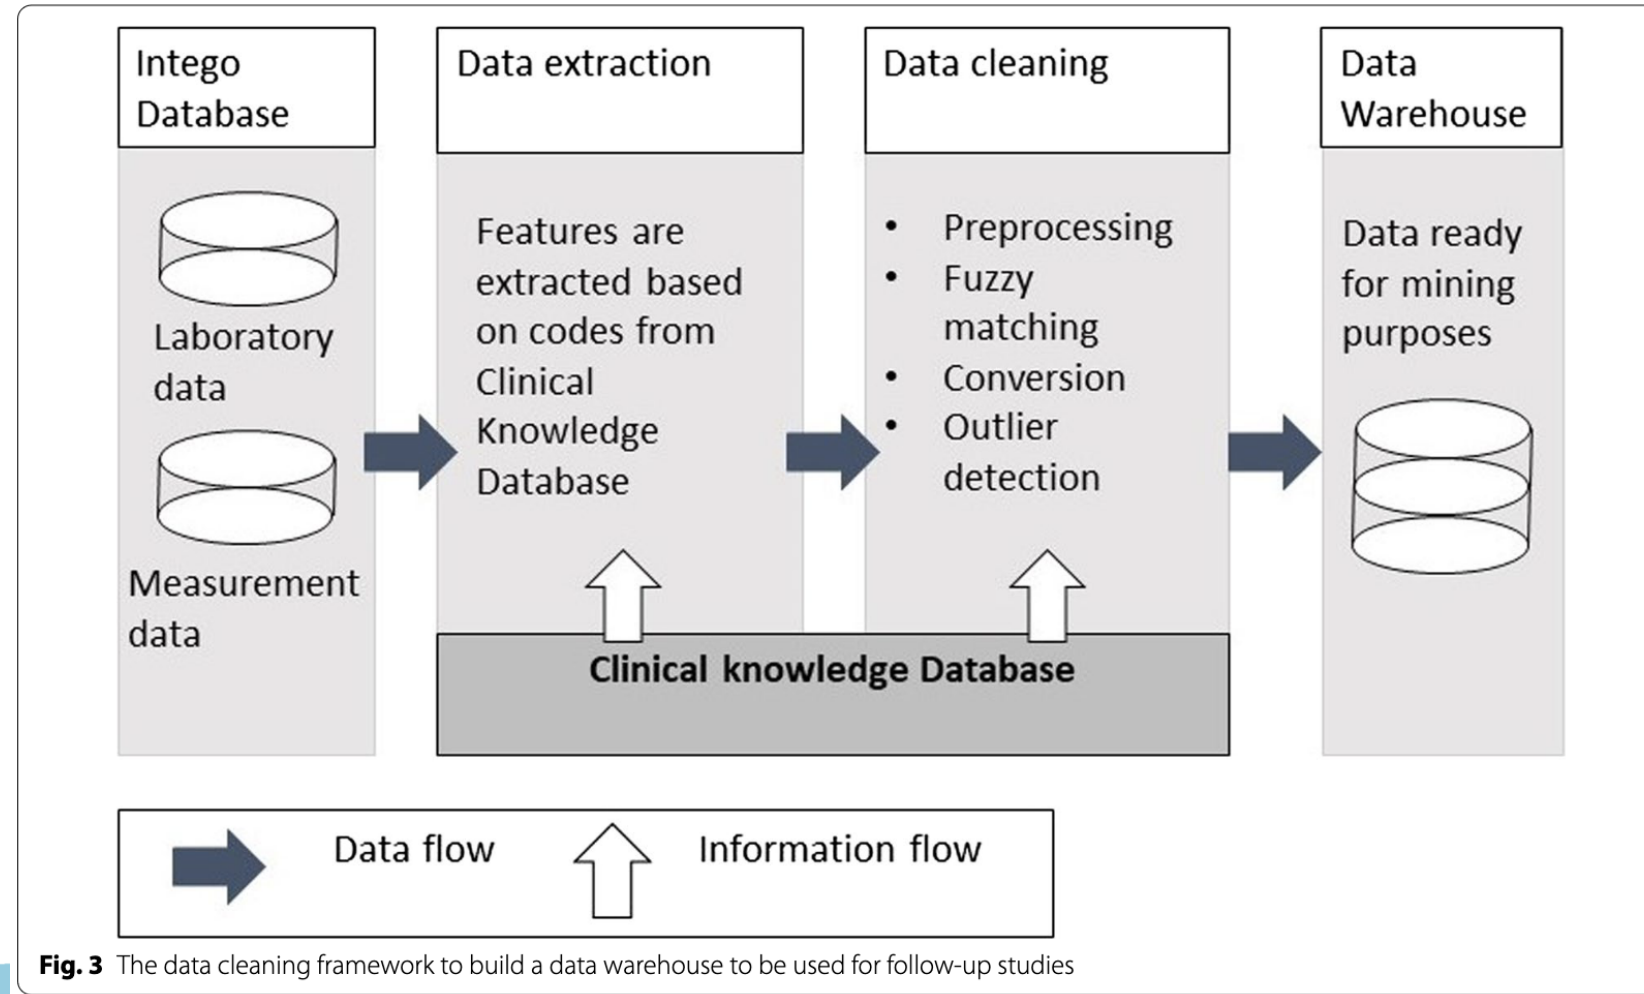 Intego
Database
Laboratory
data
Measurement
data
Data extraction
Features are
extracted based
on codes from
Clinical
Knowledge
Database
Data cleaning
• Preprocessing
• Fuzzy
matching
• Conversion
• Outlier
detection
Data
Warehouse
Data ready
for mining
purposes
Clinical knowledge Database
Data flow
Information flow
Fig. 3 The data cleaning framework to build a data warehouse to be used for follow-up studies